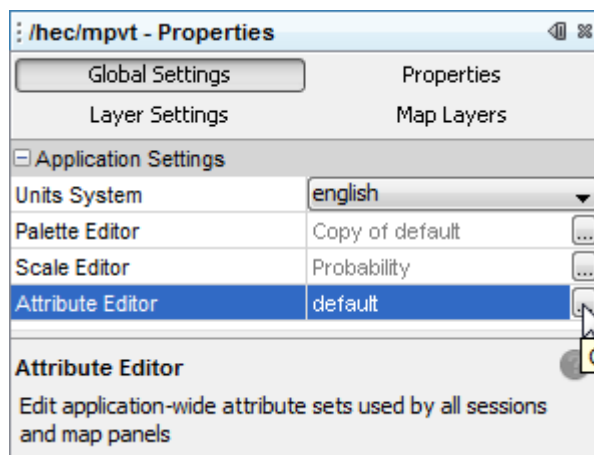 /hec/mpvt - Properties
Global Settings Properties
Layer Settings Map Layers
Application Settings
Units System english
Palette Editor Copy of default ...
Scale Editor Probability ...
Attribute Editor default ...
Attribute Editor
Edit application-wide attribute sets used by all sessions
and map panels